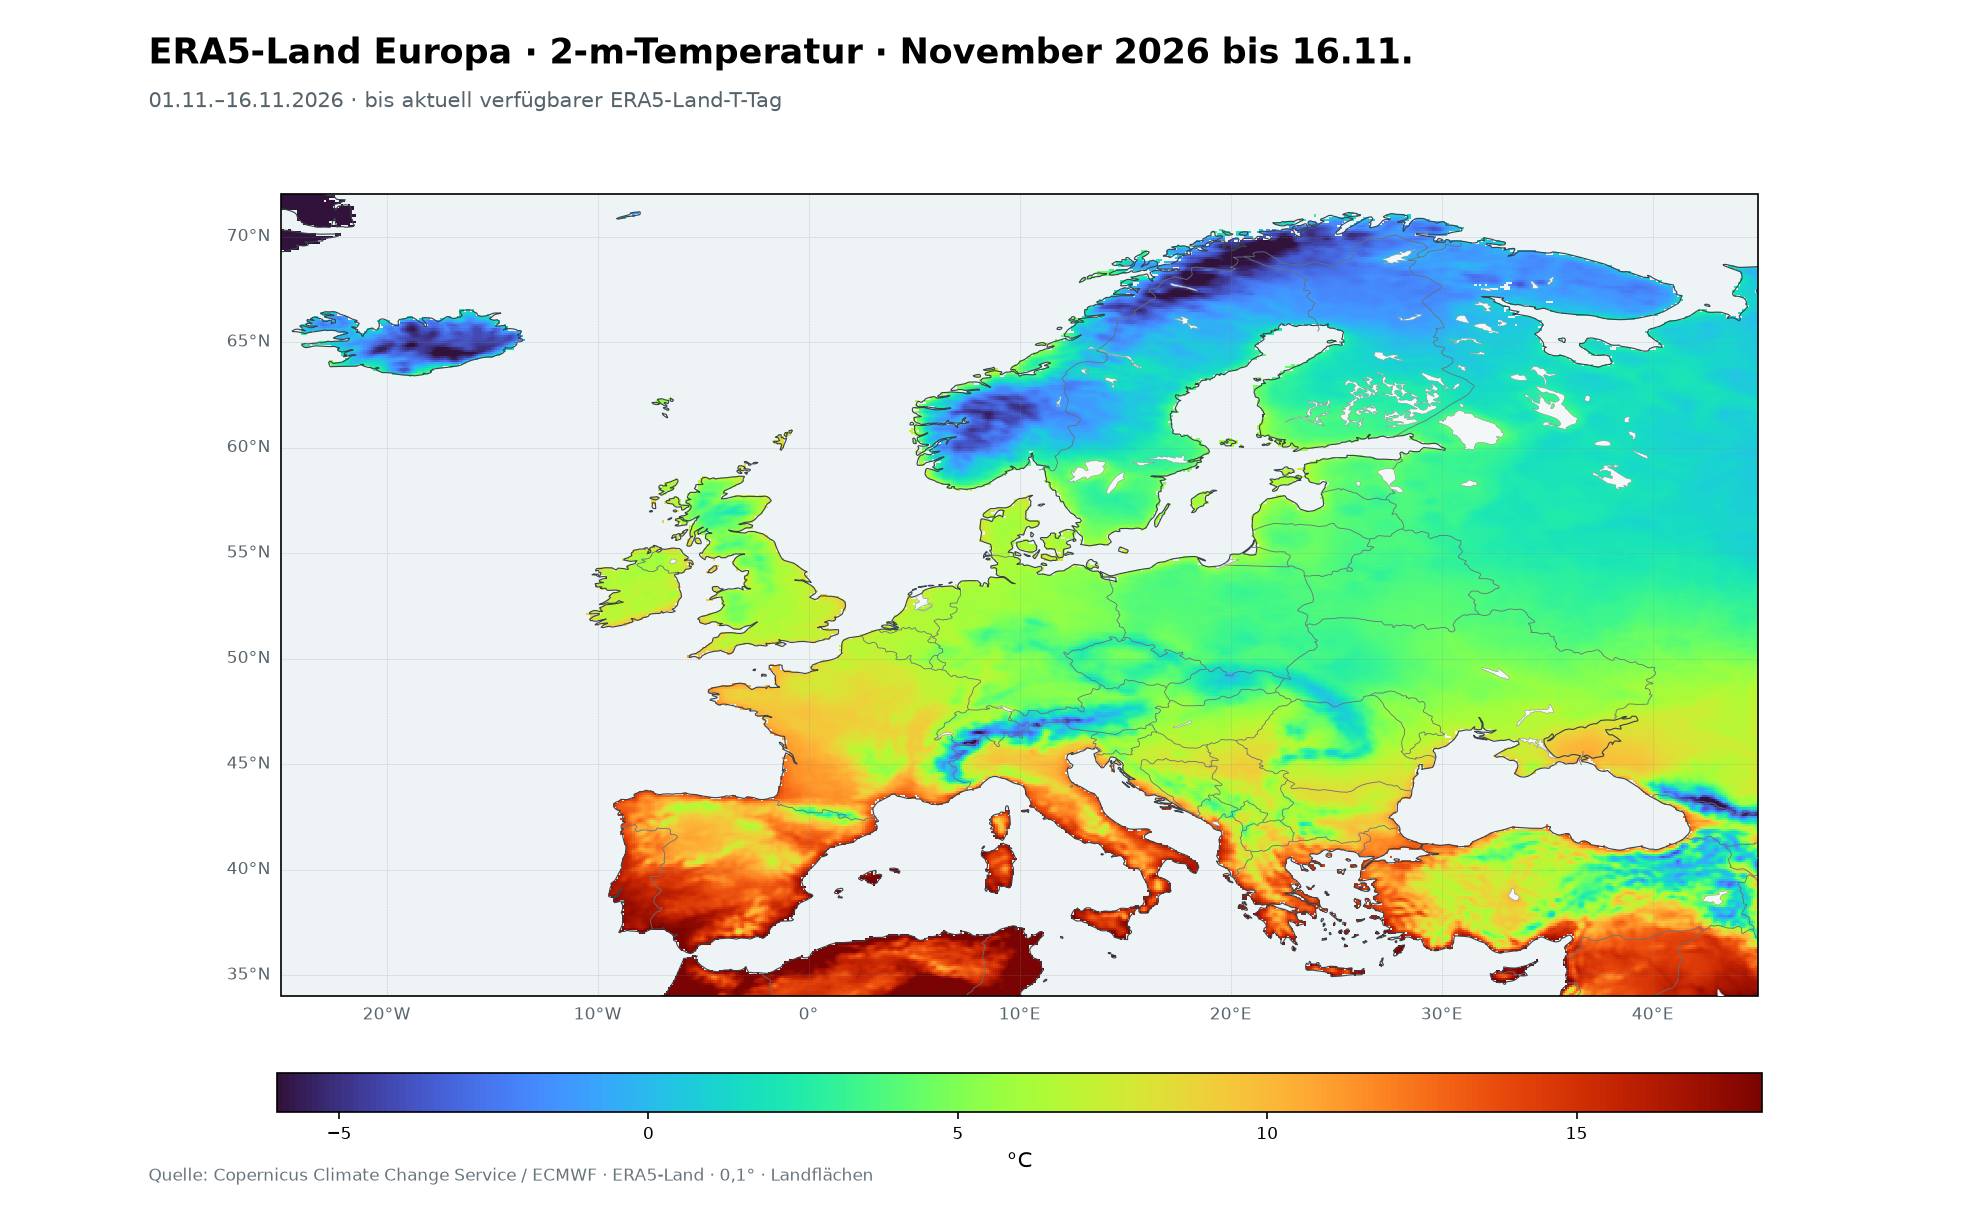 ERA5-Land Europa · 2-m-Temperatur · November 2026 bis 16.11.
01.11.–16.11.2026 · bis aktuell verfügbarer ERA5-Land-T-Tag
70°N
65°N
60°N
55°N
50°N
45°N
40°N
35°N
20°W 10°W 0° 10°E 20°E 30°E 40°E
−5 0 5 10 15
°C
Quelle: Copernicus Climate Change Service / ECMWF · ERA5-Land · 0,1° · Landflächen